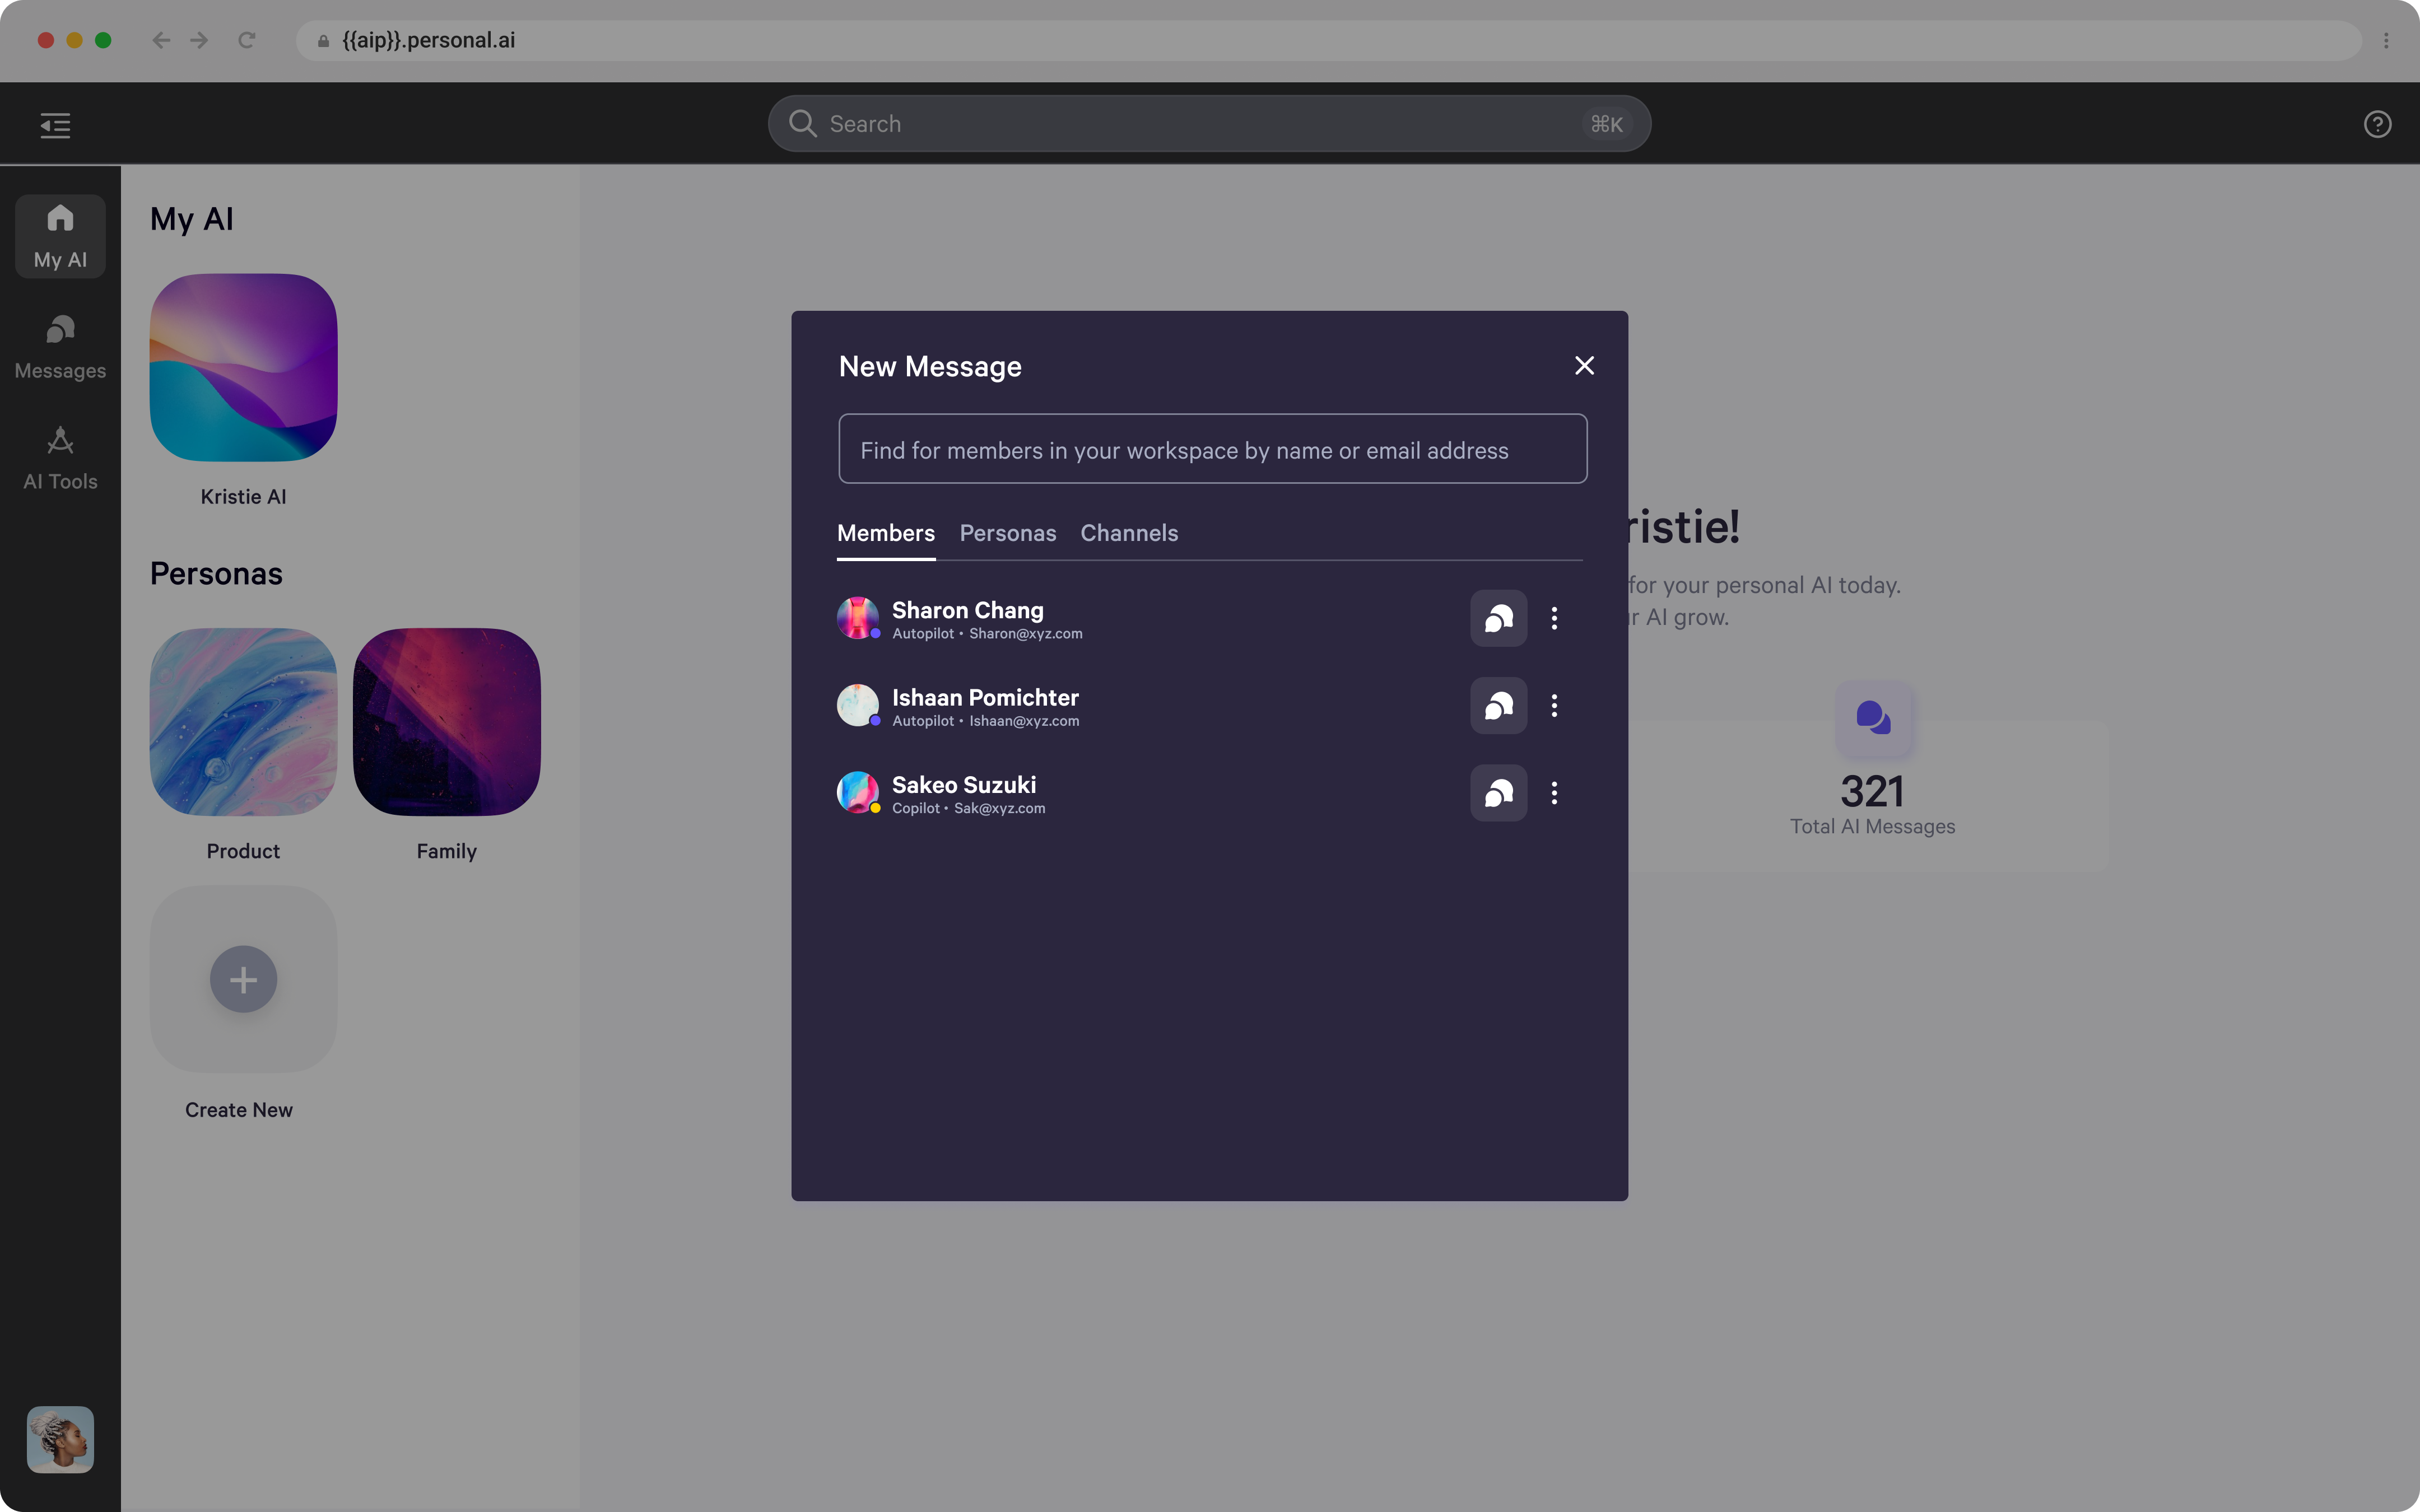 {{aip}}.personal.ai
Search
⌘K
My AI
Messages
AI Tools
My AI
Kristie AI
Personas
Product
Family
Create New
New Message
Find for members in your workspace by name or email address
Members
Personas
Channels
Sharon Chang
Autopilot • Sharon@xyz.com
Ishaan Pomichter
Autopilot • Ishaan@xyz.com
Sakeo Suzuki
Copilot • Sak@xyz.com
ristie!
for your personal AI today.
r AI grow.
321
Total AI Messages